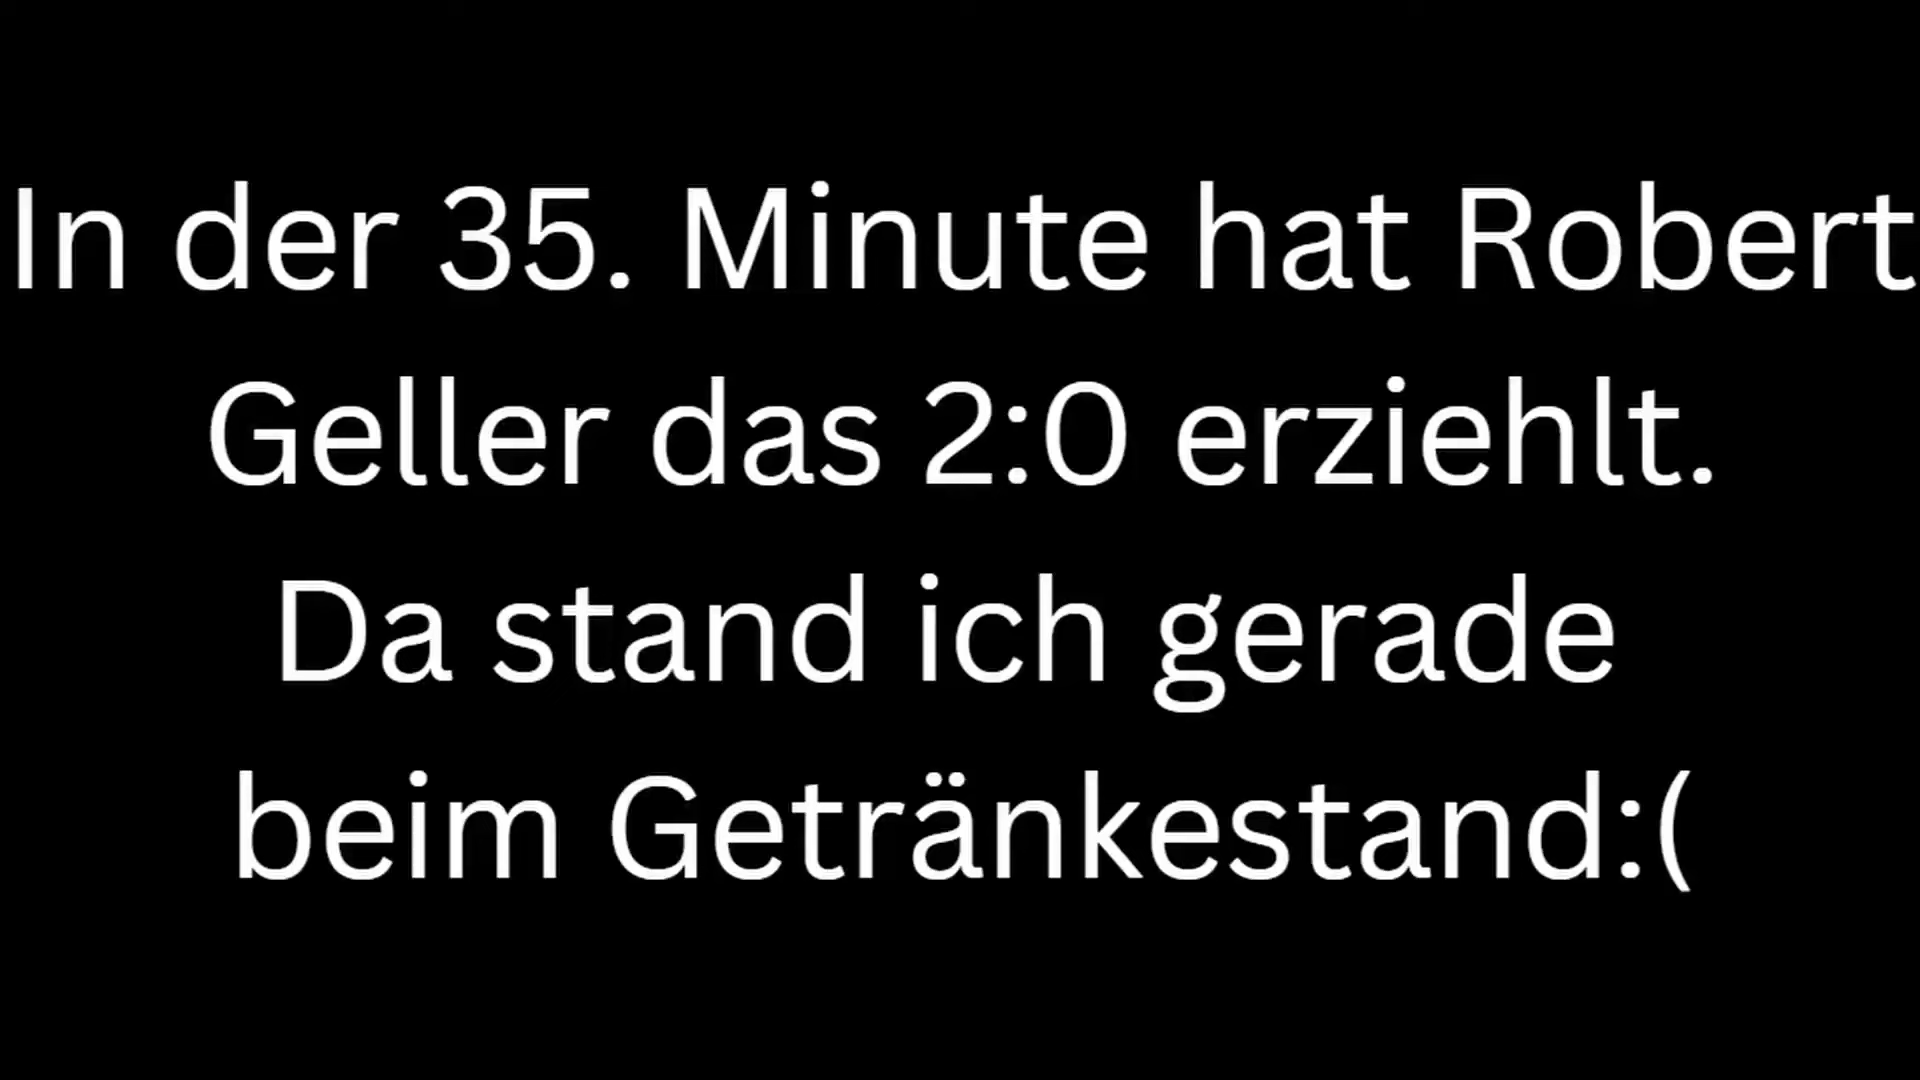 In der 35. Minute hat Robert
Geller das 2:0 erziehlt.
Da stand ich gerade
beim Getränkestand:(